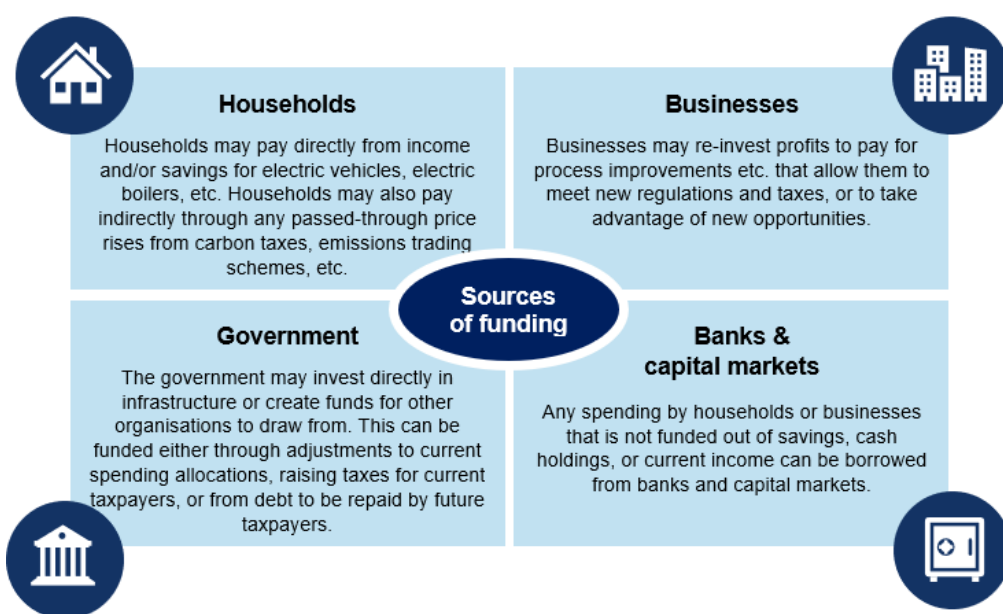 Households
Households may pay directly from income
and/or savings for electric vehicles, electric
boilers, etc. Households may also pay
indirectly through any passed-through price
rises from carbon taxes, emissions trading
schemes, etc.
Businesses
Businesses may re-invest profits to pay for
process improvements etc. that allow them to
meet new regulations and taxes, or to take
advantage of new opportunities.
Sources
of funding
Government
The government may invest directly in
infrastructure or create funds for other
organisations to draw from. This can be
funded either through adjustments to current
spending allocations, raising taxes for current
taxpayers, or from debt to be repaid by future
taxpayers.
Banks &
capital markets
Any spending by households or businesses
that is not funded out of savings, cash
holdings, or current income can be borrowed
from banks and capital markets.